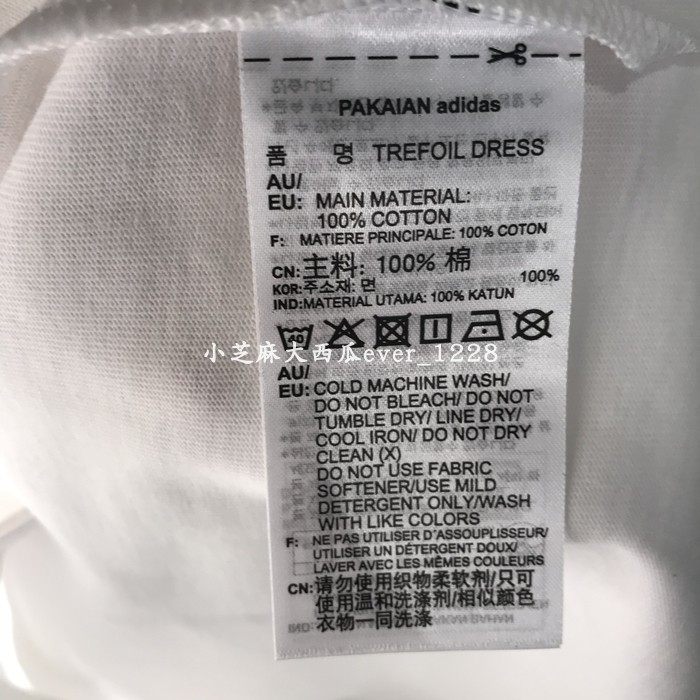 PAKAIAN adidas
품 명 TREFOIL DRESS
AU/
EU: MAIN MATERIAL:
100% COTTON
F: MATIERE PRINCIPALE: 100% COTON
CN:主料: 100% 棉
KOR:주소재: 면 100%
IND:MATERIAL UTAMA: 100% KATUN
40
小芝麻大西瓜ever_1228
AU/
EU: COLD MACHINE WASH/
DO NOT BLEACH/ DO NOT
TUMBLE DRY/ LINE DRY/
COOL IRON/ DO NOT DRY
CLEAN (X)
DO NOT USE FABRIC
SOFTENER/USE MILD
DETERGENT ONLY/WASH
WITH LIKE COLORS
F: NE PAS UTILISER D'ASSOUPLISSEUR/
UTILISER UN DÉTERGENT DOUX/
LAVER AVEC LES MÊMES COULEURS
CN:请勿使用织物柔软剂/只可
使用温和洗涤剂/相似颜色
衣物一同洗涤